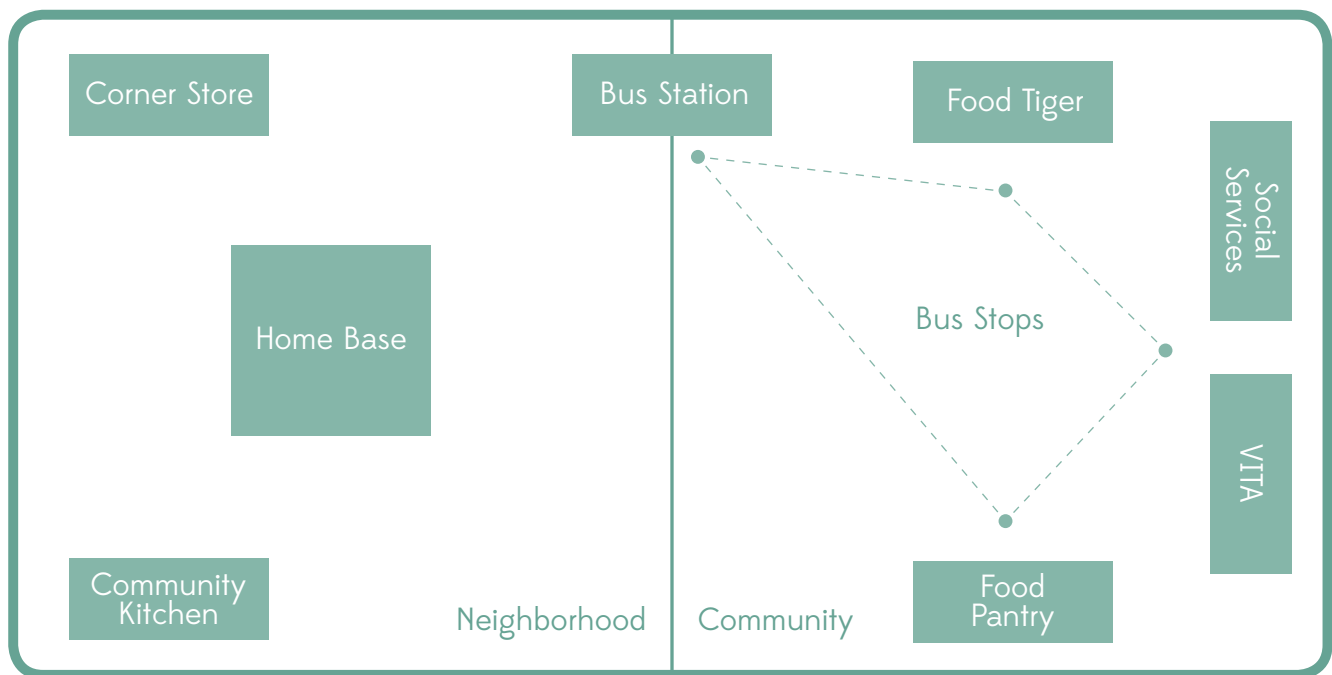 Corner Store
Bus Station
Food Tiger
Social
Services
Home Base
Bus Stops
VITA
Community
Kitchen
Neighborhood
Community
Food
Pantry